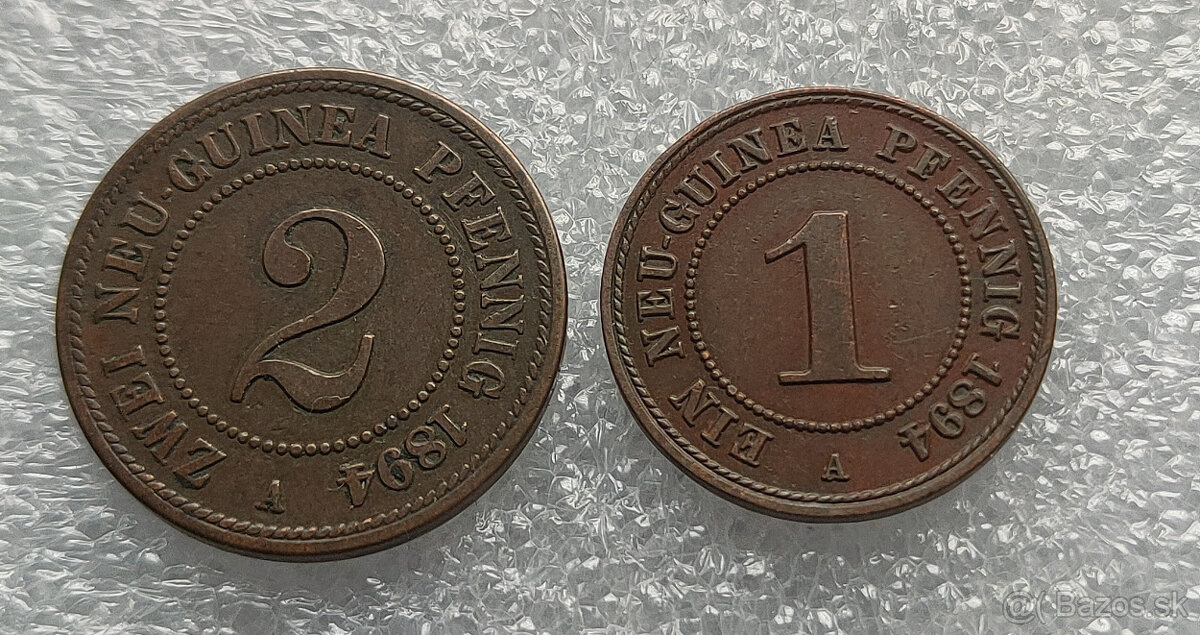 ZWEI NEU-GUINEA PFENNIG 1894
A
2
EIN NEU-GUINEA PFENNIG 1894
A
1
@( Bazos.sk